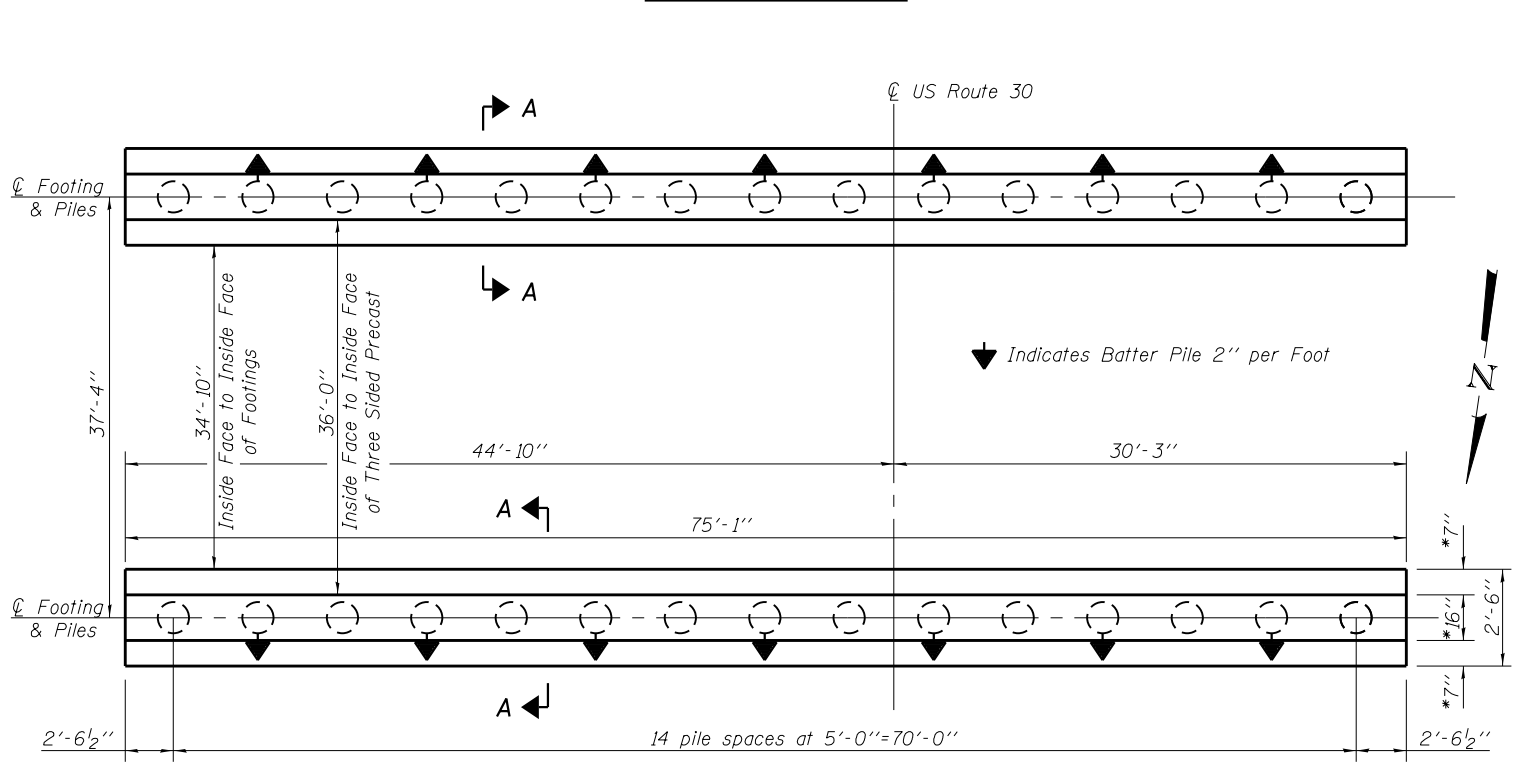 ℄ US Route 30
A
℄ Footing
& Piles
A
37'-4"
34'-10"
Inside Face to Inside Face
of Footings
36'-0"
Inside Face to Inside Face
of Three Sided Precast
Indicates Batter Pile 2" per Foot
N
44'-10"
30'-3"
A
75'-1"
*7"
℄ Footing
& Piles
*16"
2'-6"
*7"
A
2'-6½"
14 pile spaces at 5'-0"=70'-0"
2'-6½"